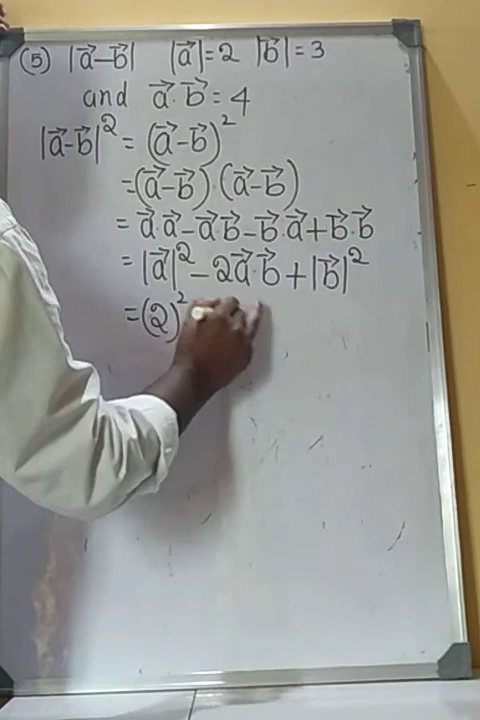 (5) |a⃗-b⃗| |a⃗|=2 |b⃗|=3
and a⃗·b⃗=4
|a⃗-b⃗|²=(a⃗-b⃗)²
=(a⃗-b⃗)·(a⃗-b⃗)
=a⃗·a⃗-a⃗·b⃗-b⃗·a⃗+b⃗·b⃗
=|a⃗|²-2a⃗·b⃗+|b⃗|²
=(2)²